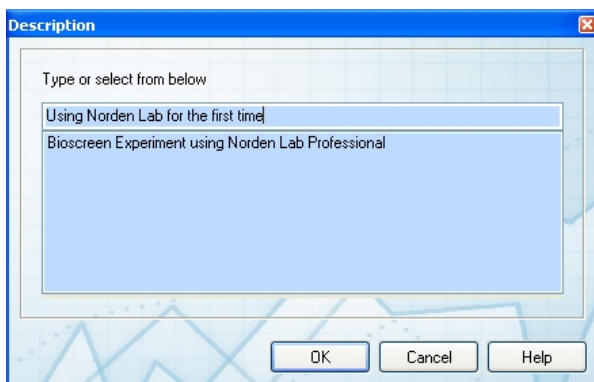 Description
Type or select from below
Using Norden Lab for the first time
Bioscreen Experiment using Norden Lab Professional
OK Cancel Help